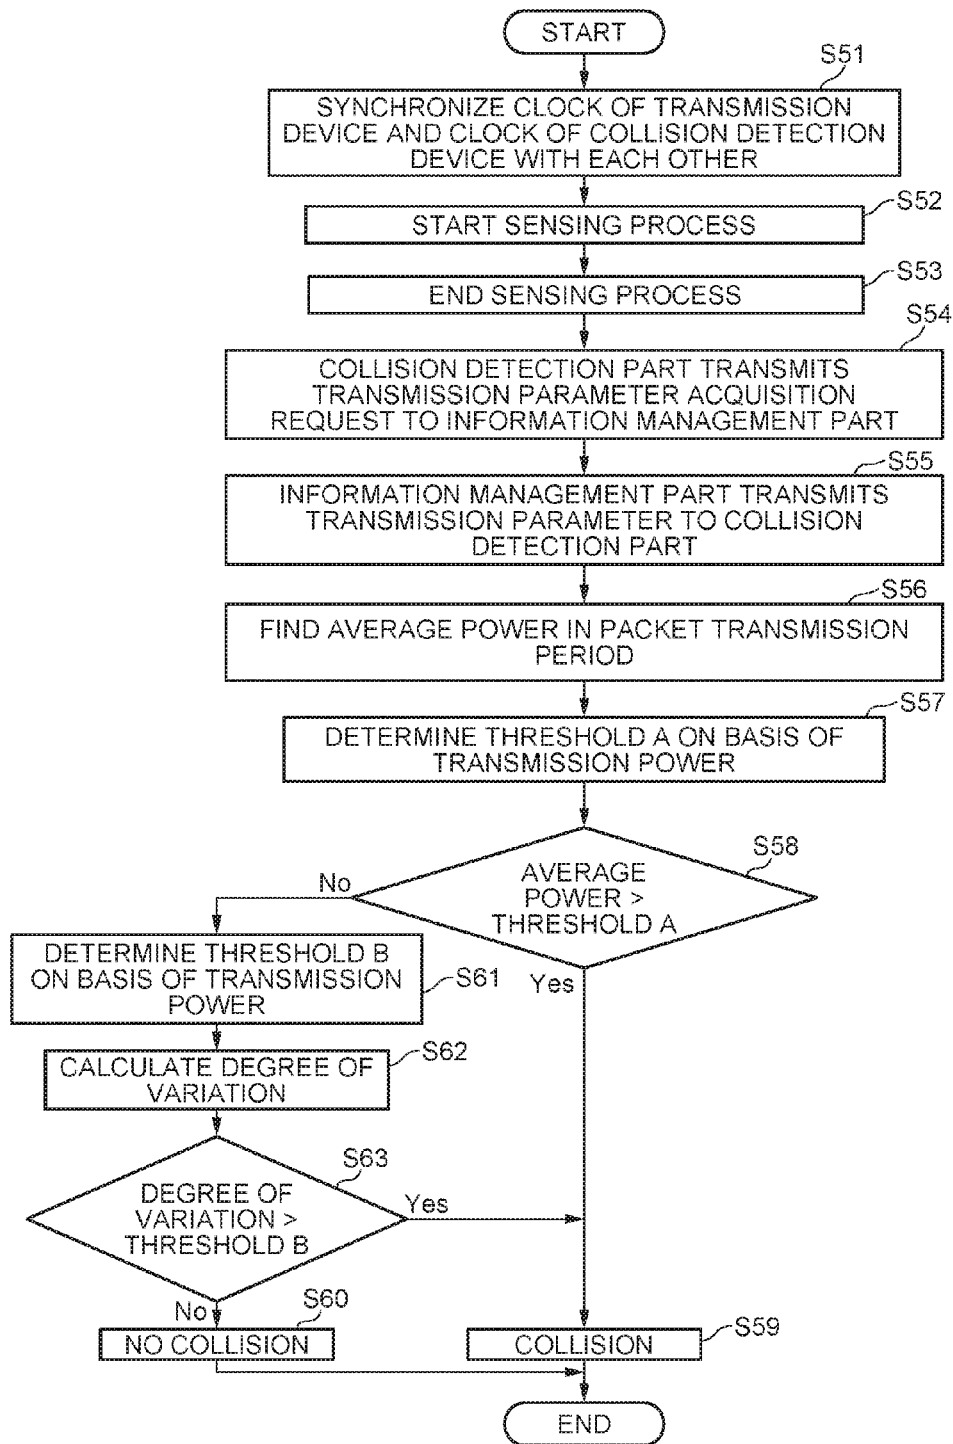 START
S51
SYNCHRONIZE CLOCK OF TRANSMISSION
DEVICE AND CLOCK OF COLLISION DETECTION
DEVICE WITH EACH OTHER
S52
START SENSING PROCESS
S53
END SENSING PROCESS
S54
COLLISION DETECTION PART TRANSMITS
TRANSMISSION PARAMETER ACQUISITION
REQUEST TO INFORMATION MANAGEMENT PART
S55
INFORMATION MANAGEMENT PART TRANSMITS
TRANSMISSION PARAMETER TO COLLISION
DETECTION PART
S56
FIND AVERAGE POWER IN PACKET TRANSMISSION
PERIOD
S57
DETERMINE THRESHOLD A ON BASIS OF
TRANSMISSION POWER
S58
AVERAGE
POWER >
THRESHOLD A
No
Yes
DETERMINE THRESHOLD B
ON BASIS OF TRANSMISSION
POWER
S61
S62
CALCULATE DEGREE OF
VARIATION
S63
DEGREE OF
VARIATION >
THRESHOLD B
Yes
No
S60
NO COLLISION
COLLISION
S59
END